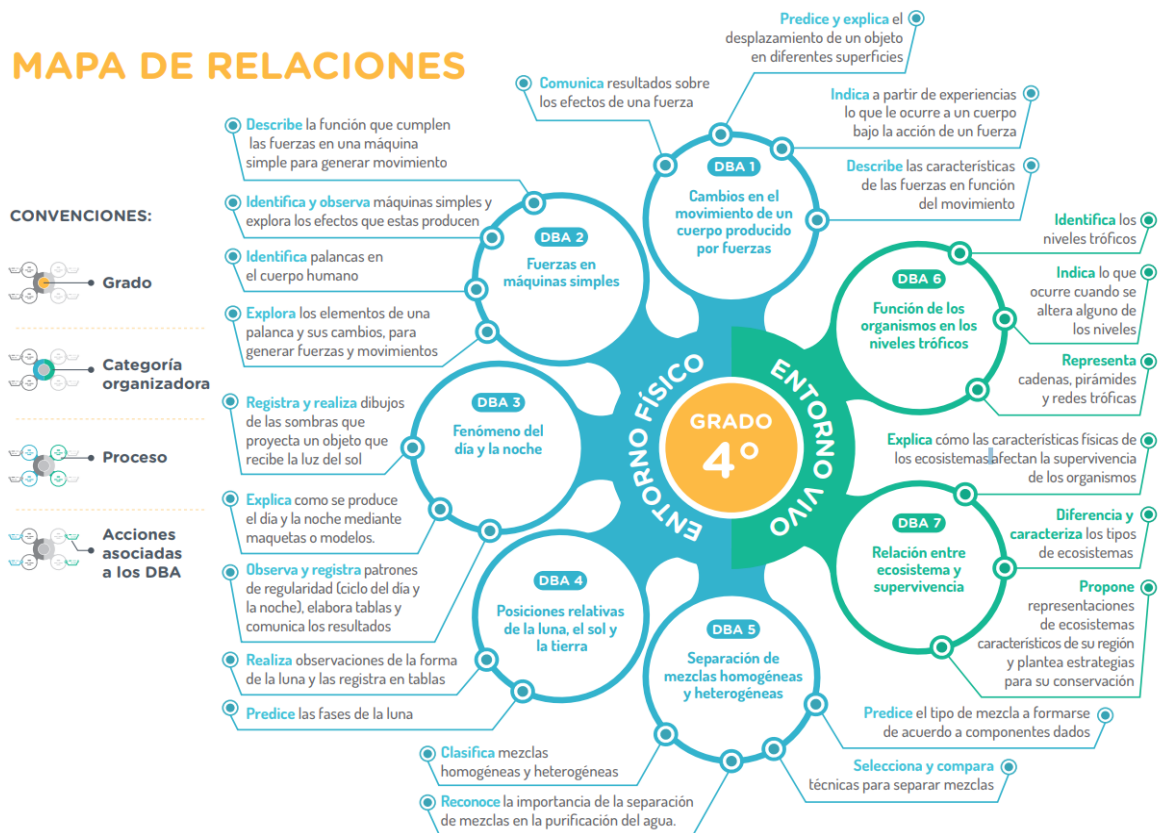 MAPA DE RELACIONES
CONVENCIONES:
Grado
Categoría
organizadora
Proceso
Acciones
asociadas
a los DBA
GRADO
4°
ENTORNO FÍSICO
ENTORNO VIVO
DBA 1
Cambios en el
movimiento de un
cuerpo producido
por fuerzas
Comunica resultados sobre
los efectos de una fuerza
Predice y explica el
desplazamiento de un objeto
en diferentes superficies
Indica a partir de experiencias
lo que le ocurre a un cuerpo
bajo la acción de un fuerza
Describe las características
de las fuerzas en función
del movimiento
DBA 2
Fuerzas en
máquinas simples
Describe la función que cumplen
las fuerzas en una máquina
simple para generar movimiento
Identifica y observa máquinas simples y
explora los efectos que estas producen
Identifica palancas en
el cuerpo humano
Explora los elementos de una
palanca y sus cambios, para
generar fuerzas y movimientos
DBA 3
Fenómeno del
día y la noche
Registra y realiza dibujos
de las sombras que
proyecta un objeto que
recibe la luz del sol
Explica como se produce
el día y la noche mediante
maquetas o modelos.
Observa y registra patrones
de regularidad (ciclo del día y
la noche), elabora tablas y
comunica los resultados
DBA 4
Posiciones relativas
de la luna, el sol y
la tierra
Realiza observaciones de la forma
de la luna y las registra en tablas
Predice las fases de la luna
DBA 5
Separación de
mezclas homogéneas
y heterogéneas
Clasifica mezclas
homogéneas y heterogéneas
Reconoce la importancia de la separación
de mezclas en la purificación del agua.
Selecciona y compara
técnicas para separar mezclas
Predice el tipo de mezcla a formarse
de acuerdo a componentes dados
DBA 6
Función de los
organismos en los
niveles tróficos
Identifica los
niveles tróficos
Indica lo que
ocurre cuando se
altera alguno de
los niveles
Representa
cadenas, pirámides
y redes tróficas
DBA 7
Relación entre
ecosistema y
supervivencia
Explica cómo las características físicas de
los ecosistemas afectan la supervivencia
de los organismos
Diferencia y
caracteriza los tipos
de ecosistemas
Propone
representaciones
de ecosistemas
característicos de su región
y plantea estrategias
para su conservación